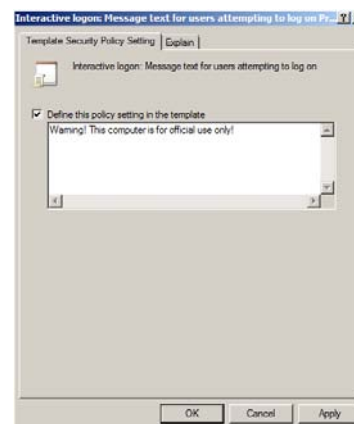 Interactive logon: Message text for users attempting to log on Pr... ? 
Template Security Policy Setting Explain
Interactive logon: Message text for users attempting to log on
Define this policy setting in the template
Warning! This computer is for official use only!
OK Cancel Apply